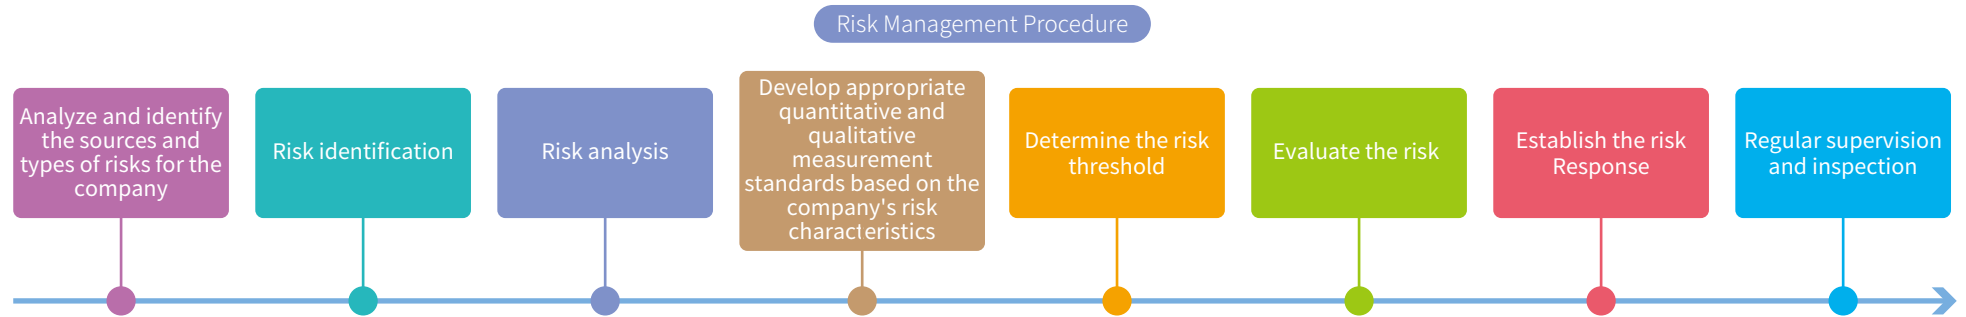 Risk Management Procedure
Analyze and identify
the sources and
types of risks for the
company
Risk identification
Risk analysis
Develop appropriate
quantitative and
qualitative
measurement
standards based on the
company's risk
characteristics
Determine the risk
threshold
Evaluate the risk
Establish the risk
Response
Regular supervision
and inspection